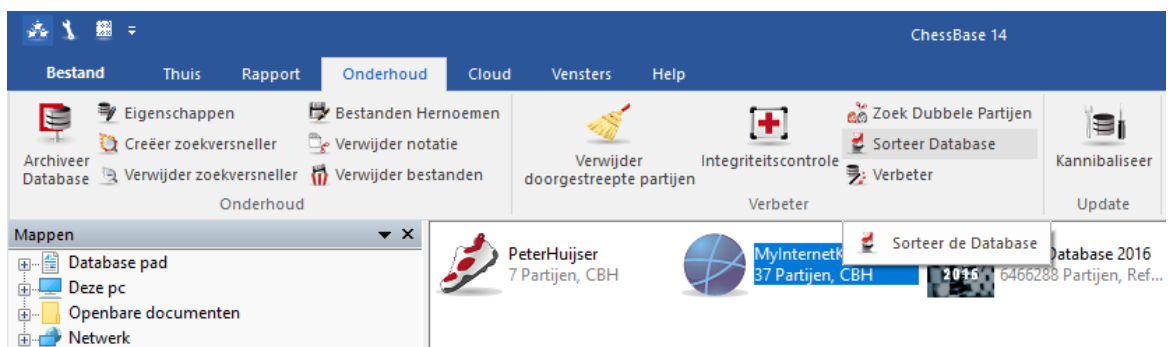 ChessBase 14
Bestand Thuis Rapport Onderhoud Cloud Vensters Help
Archiveer Database
Eigenschappen
Creëer zoekversneller
Verwijder zoekversneller
Bestanden Hernoemen
Verwijder notatie
Verwijder bestanden
Onderhoud
Verwijder
doorgestreepte partijen
Integriteitscontrole
Zoek Dubbele Partijen
Sorteer Database
Verbeter
Verbeter
Kannibaliseer
Update
Mappen
Database pad
Deze pc
Openbare documenten
Netwerk
PeterHuijser
7 Partijen, CBH
37 Partijen, CBH
Sorteer de Database
2016
Database 2016
6466288 Partijen, Ref...